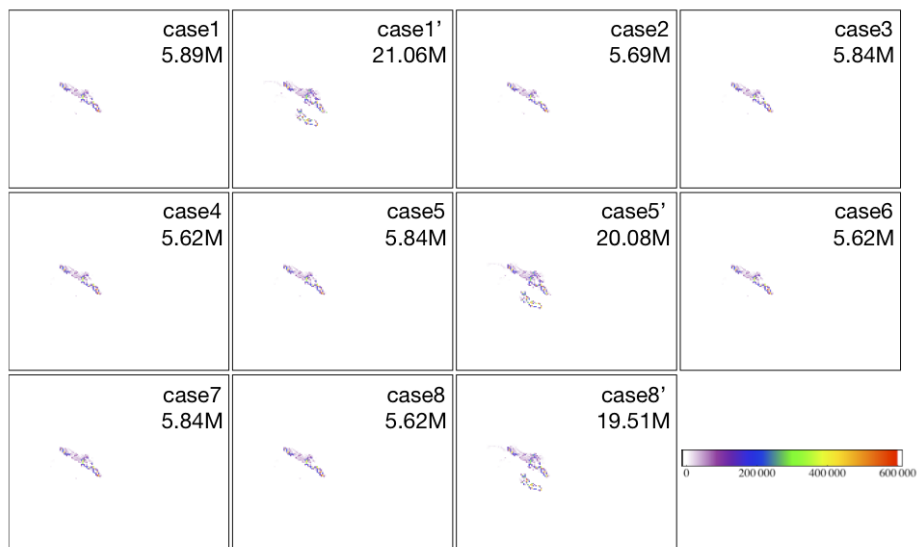 case1
5.89M
case1’
21.06M
case2
5.69M
case3
5.84M
case4
5.62M
case5
5.84M
case5’
20.08M
case6
5.62M
case7
5.84M
case8
5.62M
case8’
19.51M
0 200 000 400 000 600 000